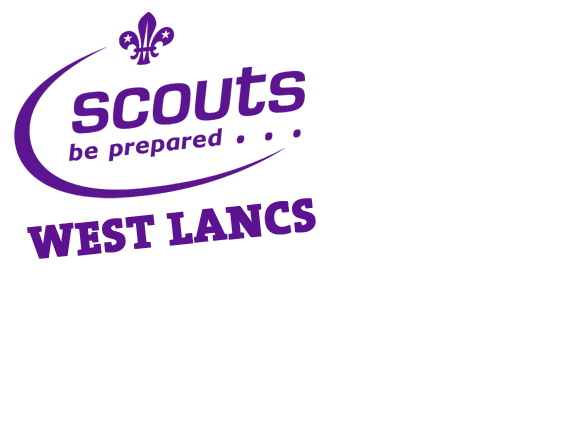 scouts
be prepared . . .
WEST LANCS